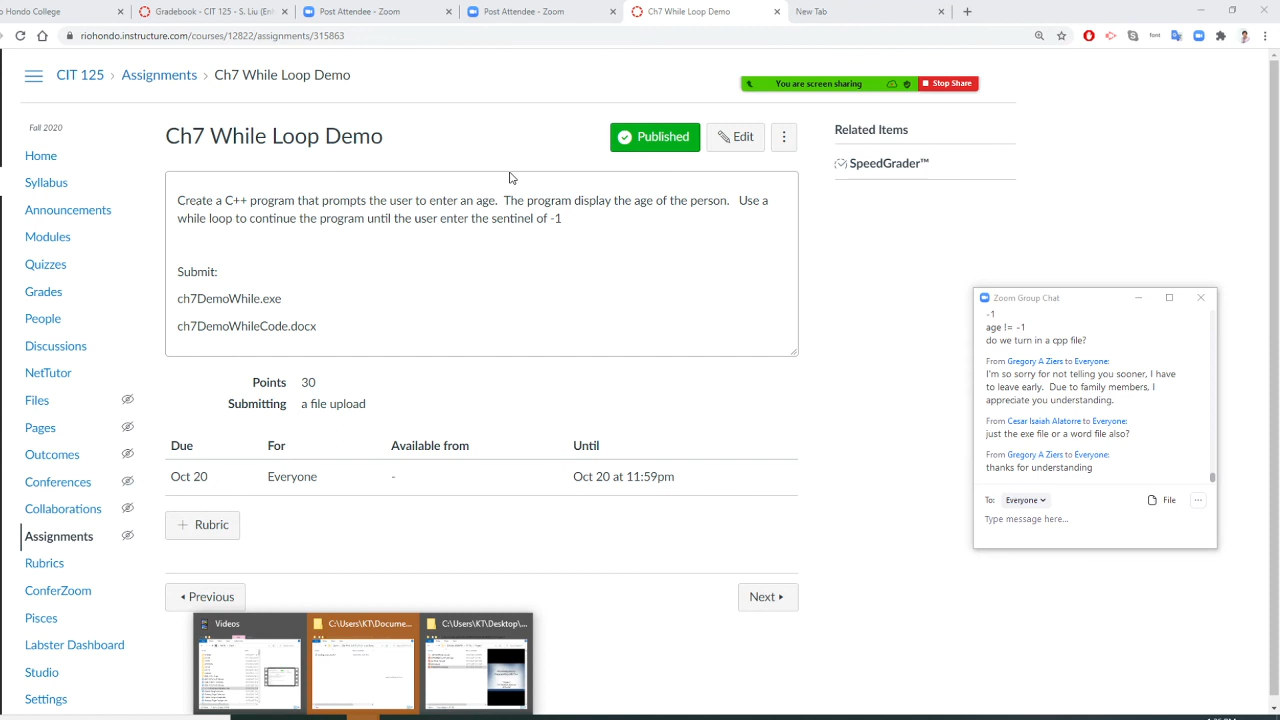 o Hondo College
Gradebook - CIT 125 - S. Liu (Enh
Post Attendee - Zoom
Post Attendee - Zoom
Ch7 While Loop Demo
New Tab
riohondo.instructure.com/courses/12822/assignments/315863
font
CIT 125 › Assignments › Ch7 While Loop Demo
You are screen sharing
Stop Share
Fall 2020
Home
Syllabus
Announcements
Modules
Quizzes
Grades
People
Discussions
NetTutor
Files
Pages
Outcomes
Conferences
Collaborations
Assignments
Rubrics
ConferZoom
Pisces
Labster Dashboard
Studio
Settings
Ch7 While Loop Demo
Published
Edit
Related Items
SpeedGrader™
Create a C++ program that prompts the user to enter an age. The program display the age of the person. Use a
while loop to continue the program until the user enter the sentinel of -1
Submit:
ch7DemoWhile.exe
ch7DemoWhileCode.docx
Points 30
Submitting a file upload
Due For Available from Until
Oct 20 Everyone - Oct 20 at 11:59pm
+ Rubric
Previous
Next
Videos
C:\Users\KT\Docume...
C:\Users\KT\Desktop\...
Zoom Group Chat
-1
age != -1
do we turn in a cpp file?
From Gregory A Ziers to Everyone:
I'm so sorry for not telling you sooner, I have
to leave early. Due to family members, I
appreciate you understanding.
From Cesar Isaiah Alatorre to Everyone:
just the exe file or a word file also?
From Gregory A Ziers to Everyone:
thanks for understanding
To: Everyone
File
Type message here...